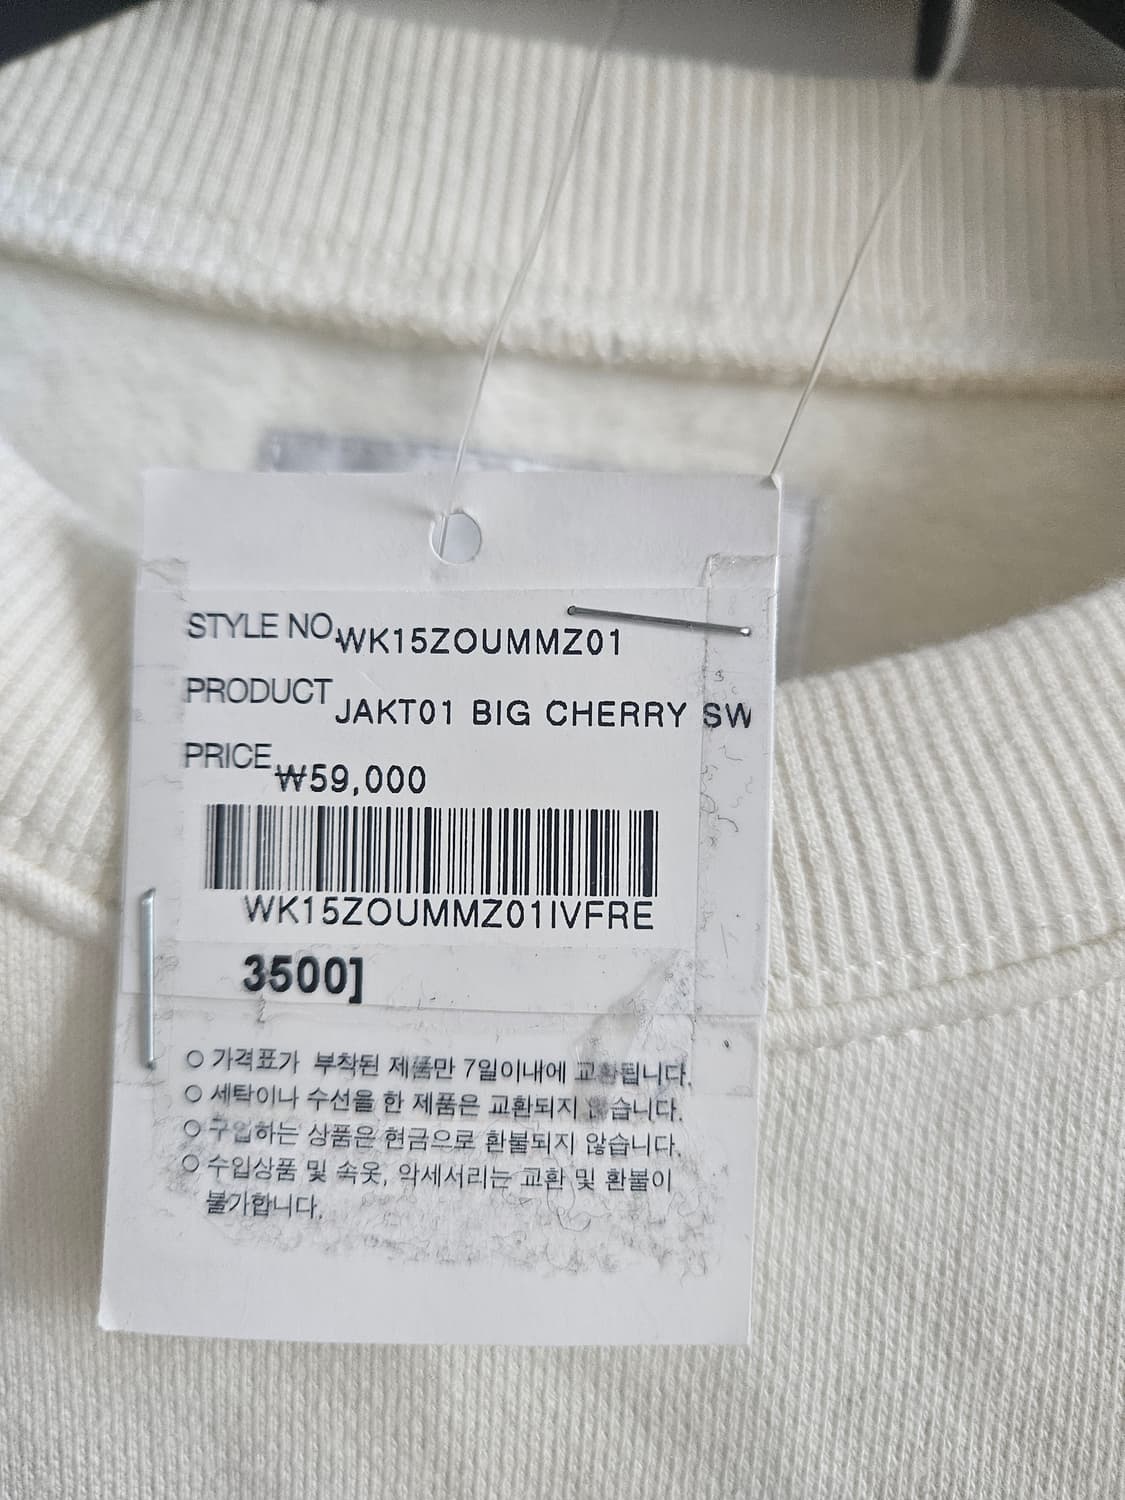 STYLE NO. WK15ZOUMMZ01
PRODUCT JAKT01 BIG CHERRY SW
PRICE ₩59,000
WK15ZOUMMZ01IVFRE
3500]
○ 가격표가 부착된 제품만 7일이내에 교환됩니다.
○ 세탁이나 수선을 한 제품은 교환되지 않습니다.
○ 구입하는 상품은 현금으로 환불되지 않습니다.
○ 수입상품 및 속옷, 악세서리는 교환 및 환불이
불가합니다.